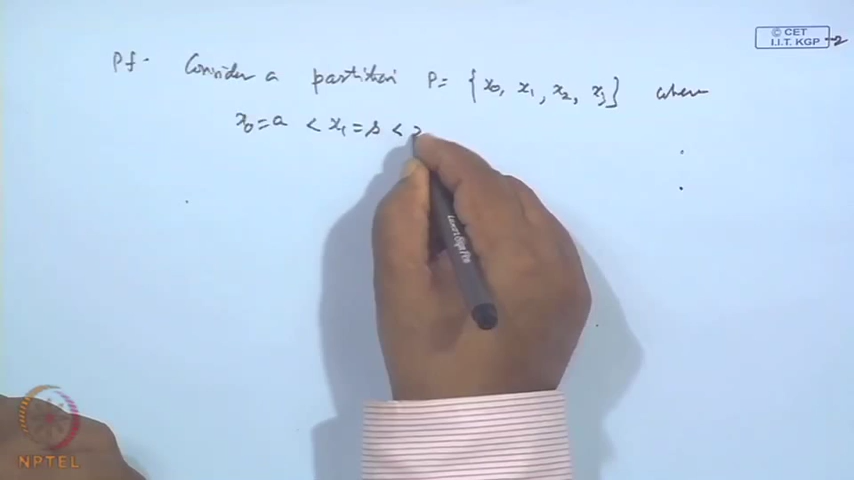 © CET
I.I.T. KGP
Pf. Consider a partition P = {x0, x1, x2, x3} where
x0 = a < x1 = s <
NPTEL